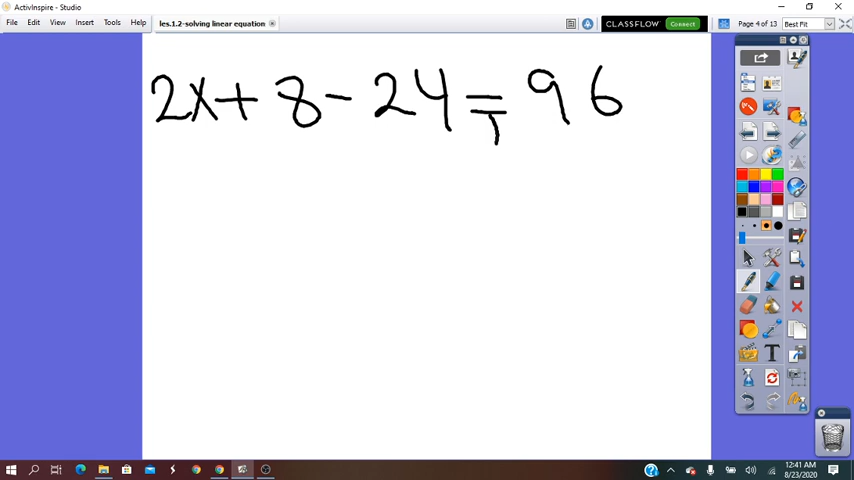 ActivInspire - Studio
File Edit View Insert Tools Help
les.1.2-solving linear equation
CLASSFLOW Connect
Page 4 of 13
Best Fit
2x + 8 - 24 = 96
T
12:41 AM
8/23/2020